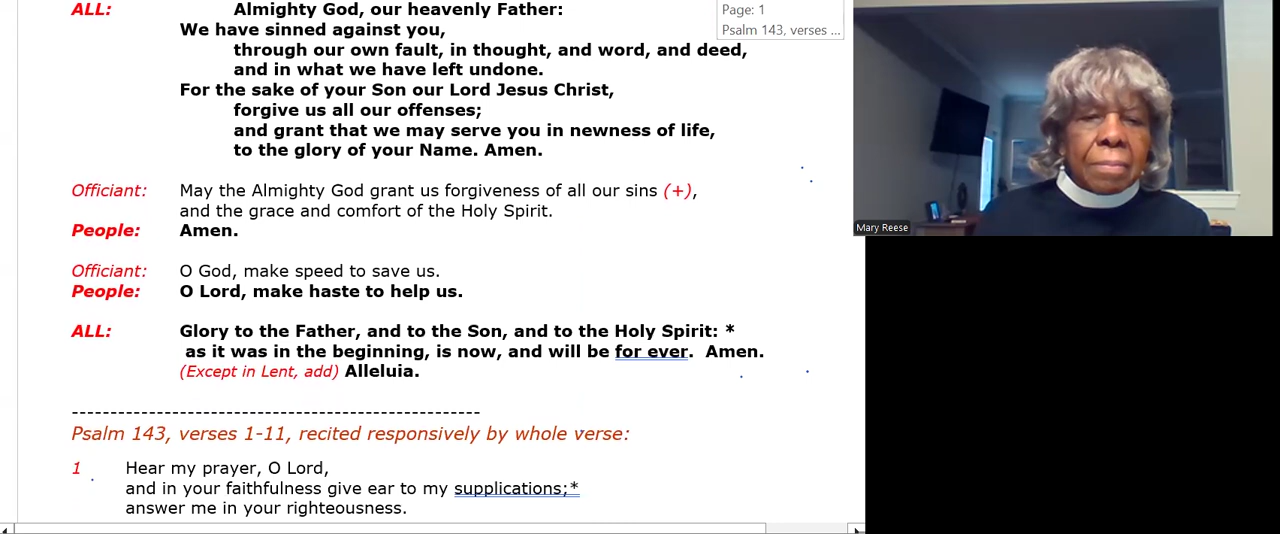 ALL: Almighty God, our heavenly Father:
We have sinned against you,
through our own fault, in thought, and word, and deed,
and in what we have left undone.
For the sake of your Son our Lord Jesus Christ,
forgive us all our offenses;
and grant that we may serve you in newness of life,
to the glory of your Name. Amen.
Officiant: May the Almighty God grant us forgiveness of all our sins (+),
and the grace and comfort of the Holy Spirit.
People: Amen.
Officiant: O God, make speed to save us.
People: O Lord, make haste to help us.
ALL: Glory to the Father, and to the Son, and to the Holy Spirit: *
as it was in the beginning, is now, and will be for ever. Amen.
(Except in Lent, add) Alleluia.
----------------------------------------------------
Psalm 143, verses 1-11, recited responsively by whole verse:
1 Hear my prayer, O Lord,
and in your faithfulness give ear to my supplications;*
answer me in your righteousness.
Page: 1
Psalm 143, verses ...
Mary Reese